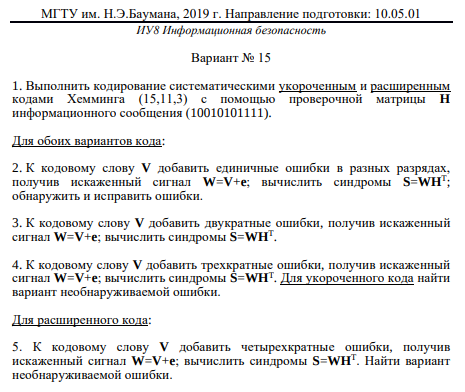 МГТУ им. Н.Э.Баумана, 2019 г. Направление подготовки: 10.05.01
ИУ8 Информационная безопасность
Вариант № 15
1. Выполнить кодирование систематическими укороченным и расширенным
кодами Хемминга (15,11,3) с помощью проверочной матрицы H
информационного сообщения (10010101111).
Для обоих вариантов кода:
2. К кодовому слову V добавить единичные ошибки в разных разрядах,
получив искаженный сигнал W=V+e; вычислить синдромы S=WHᵀ;
обнаружить и исправить ошибки.
3. К кодовому слову V добавить двукратные ошибки, получив искаженный
сигнал W=V+e; вычислить синдромы S=WHᵀ.
4. К кодовому слову V добавить трехкратные ошибки, получив искаженный
сигнал W=V+e; вычислить синдромы S=WHᵀ. Для укороченного кода найти
вариант необнаруживаемой ошибки.
Для расширенного кода:
5. К кодовому слову V добавить четырехкратные ошибки, получив
искаженный сигнал W=V+e; вычислить синдромы S=WHᵀ. Найти вариант
необнаруживаемой ошибки.